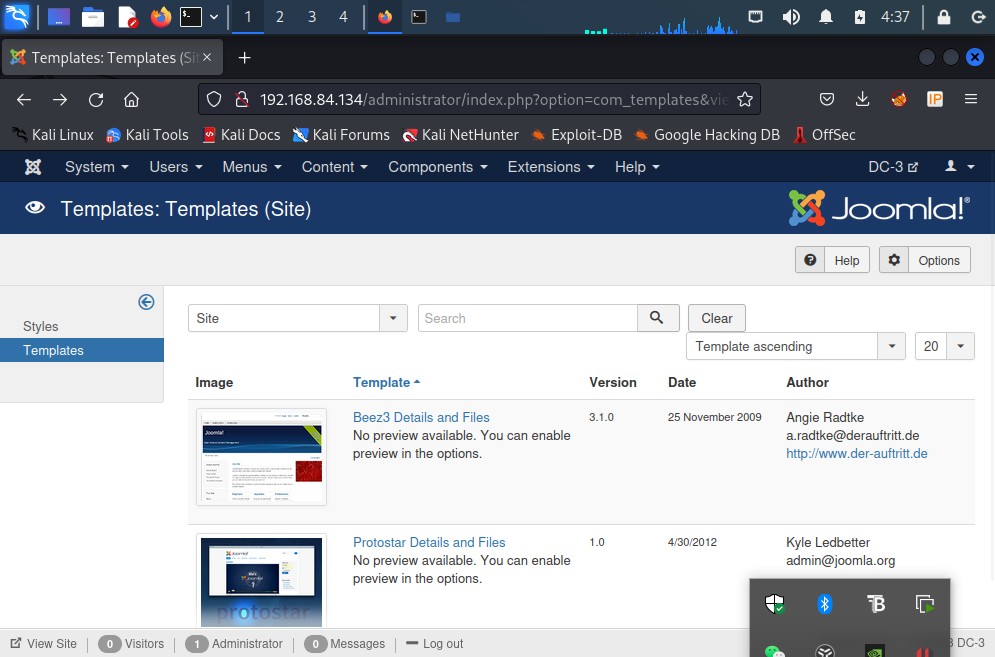 1 2 3 4 4:37
Templates: Templates (Si
192.168.84.134/administrator/index.php?option=com_templates&vie
Kali Linux Kali Tools Kali Docs Kali Forums Kali NetHunter Exploit-DB Google Hacking DB OffSec
System Users Menus Content Components Extensions Help DC-3
Templates: Templates (Site) Joomla!®
Help Options
Styles
Templates
Site Search Clear
Template ascending 20
Image Template Version Date Author
Beez3 Details and Files 3.1.0 25 November 2009 Angie Radtke
No preview available. You can enable a.radtke@derauftritt.de
preview in the options. http://www.der-auftritt.de
Protostar Details and Files 1.0 4/30/2012 Kyle Ledbetter
No preview available. You can enable admin@joomla.org
preview in the options.
protostar
View Site 0 Visitors 1 Administrator 0 Messages Log out DC-3